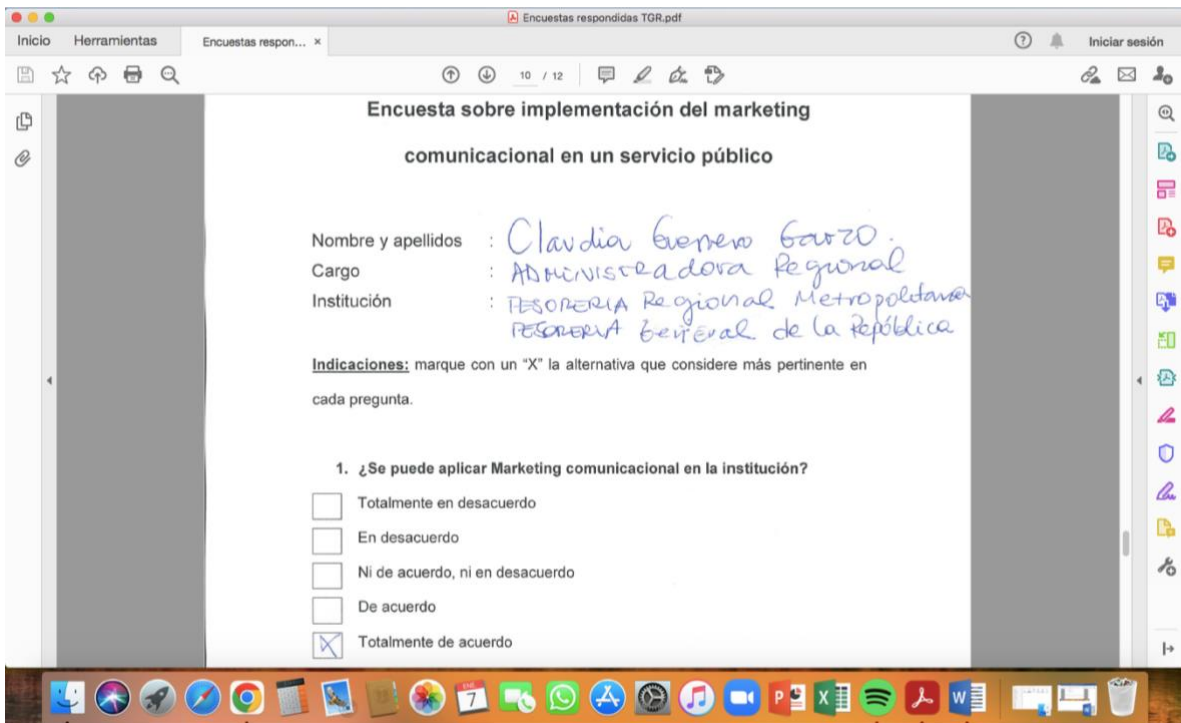 Encuestas respondidas TGR.pdf
Inicio Herramientas Encuestas respon... × ? Iniciar sesión
10 / 12
Encuesta sobre implementación del marketing
comunicacional en un servicio público
Nombre y apellidos : Claudia Guerrero Garzo.
Cargo : ADMINISTRadora Regional
Institución : TESORERIA Regional Metropolitana
TESORERIA General de la República
Indicaciones: marque con un “X” la alternativa que considere más pertinente en
cada pregunta.
1. ¿Se puede aplicar Marketing comunicacional en la institución?
Totalmente en desacuerdo
En desacuerdo
Ni de acuerdo, ni en desacuerdo
De acuerdo
X Totalmente de acuerdo
ENE
7
P X W